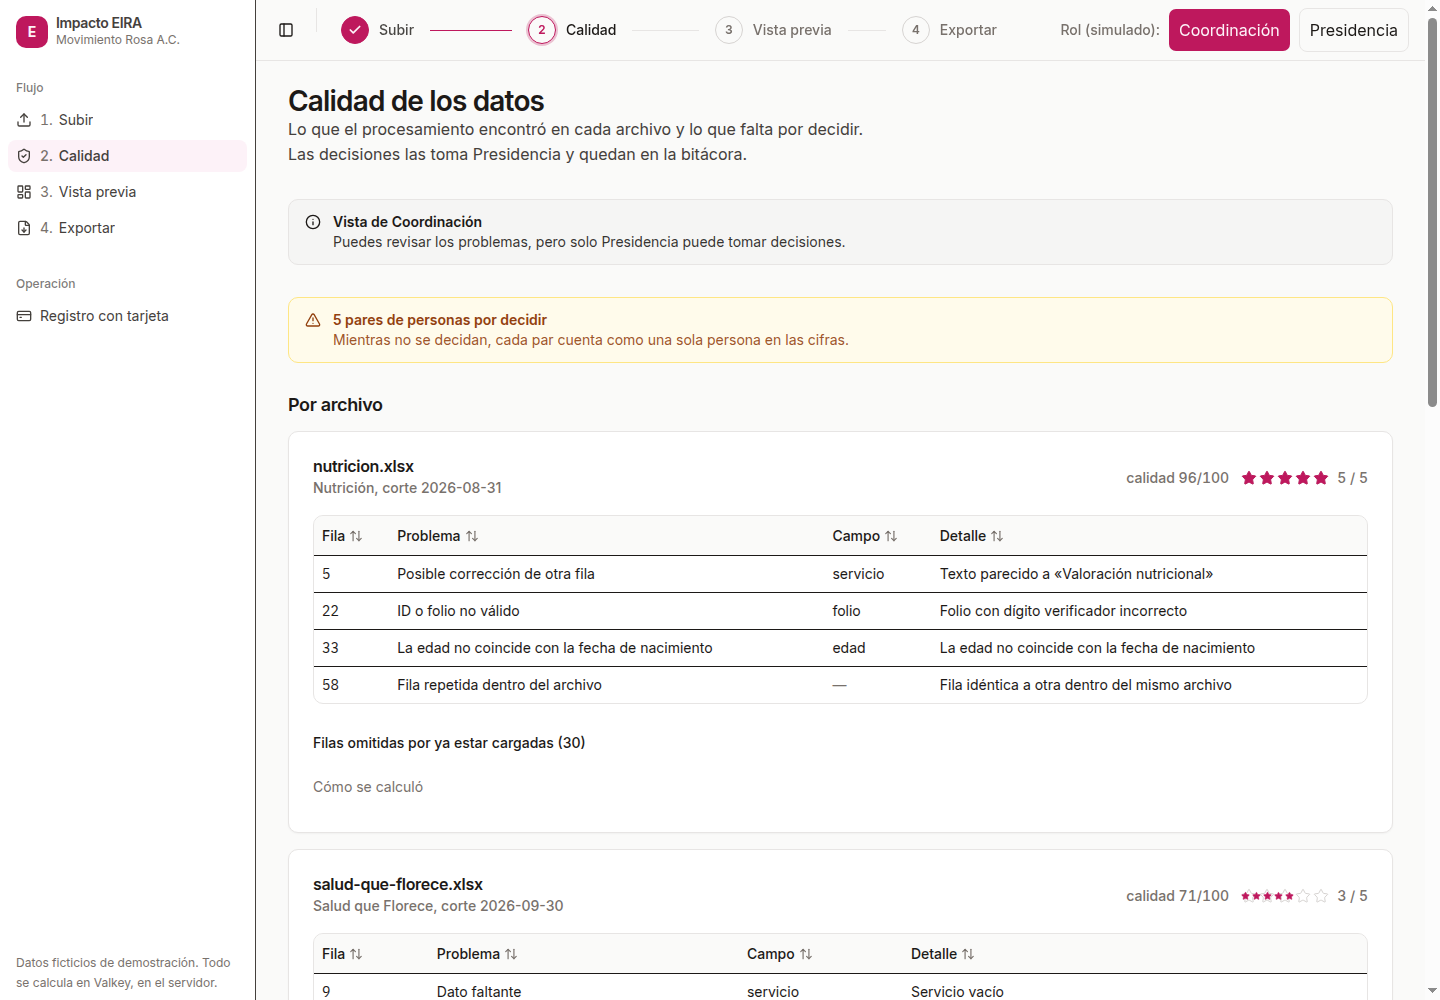 E
Impacto EIRA
Movimiento Rosa A.C.
Flujo
1. Subir
2. Calidad
3. Vista previa
4. Exportar
Operación
Registro con tarjeta
Datos ficticios de demostración. Todo
se calcula en Valkey, en el servidor.
Subir
2 Calidad
3 Vista previa
4 Exportar
Rol (simulado):
Coordinación
Presidencia
Calidad de los datos
Lo que el procesamiento encontró en cada archivo y lo que falta por decidir.
Las decisiones las toma Presidencia y quedan en la bitácora.
Vista de Coordinación
Puedes revisar los problemas, pero solo Presidencia puede tomar decisiones.
5 pares de personas por decidir
Mientras no se decidan, cada par cuenta como una sola persona en las cifras.
Por archivo
nutricion.xlsx
Nutrición, corte 2026-08-31
calidad 96/100 5 / 5
Fila Problema Campo Detalle
5 Posible corrección de otra fila servicio Texto parecido a «Valoración nutricional»
22 ID o folio no válido folio Folio con dígito verificador incorrecto
33 La edad no coincide con la fecha de nacimiento edad La edad no coincide con la fecha de nacimiento
58 Fila repetida dentro del archivo — Fila idéntica a otra dentro del mismo archivo
Filas omitidas por ya estar cargadas (30)
Cómo se calculó
salud-que-florece.xlsx
Salud que Florece, corte 2026-09-30
calidad 71/100 3 / 5
Fila Problema Campo Detalle
9 Dato faltante servicio Servicio vacío